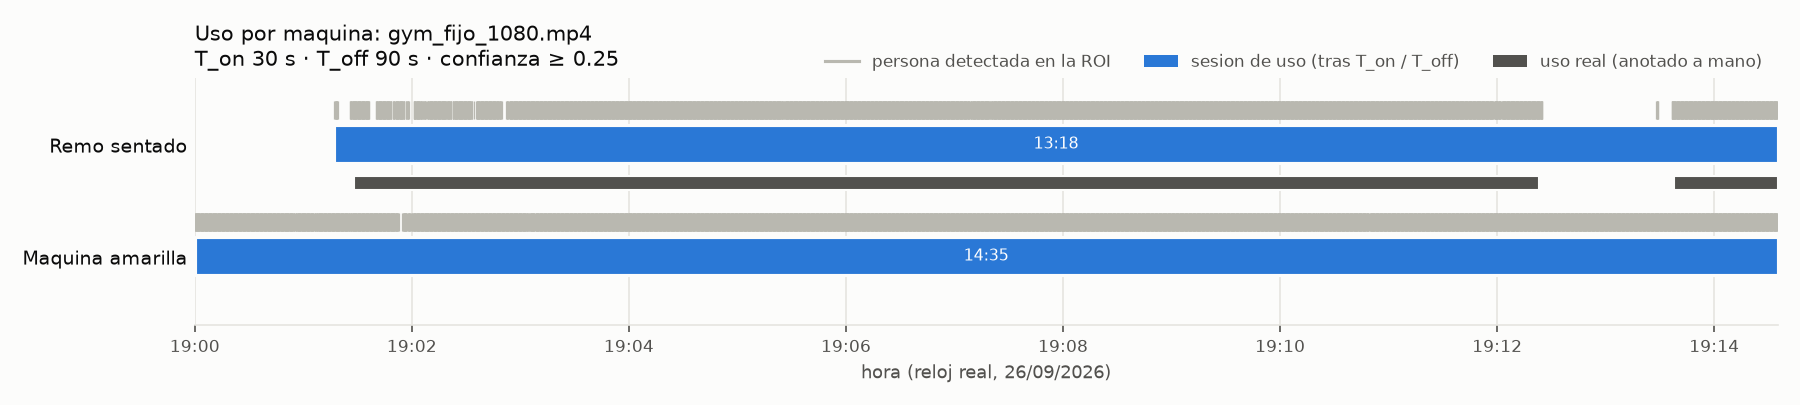 Uso por maquina: gym_fijo_1080.mp4
T_on 30 s · T_off 90 s · confianza ≥ 0.25
persona detectada en la ROI
sesion de uso (tras T_on / T_off)
uso real (anotado a mano)
Remo sentado
13:18
Maquina amarilla
14:35
19:00 19:02 19:04 19:06 19:08 19:10 19:12 19:14
hora (reloj real, 26/09/2026)